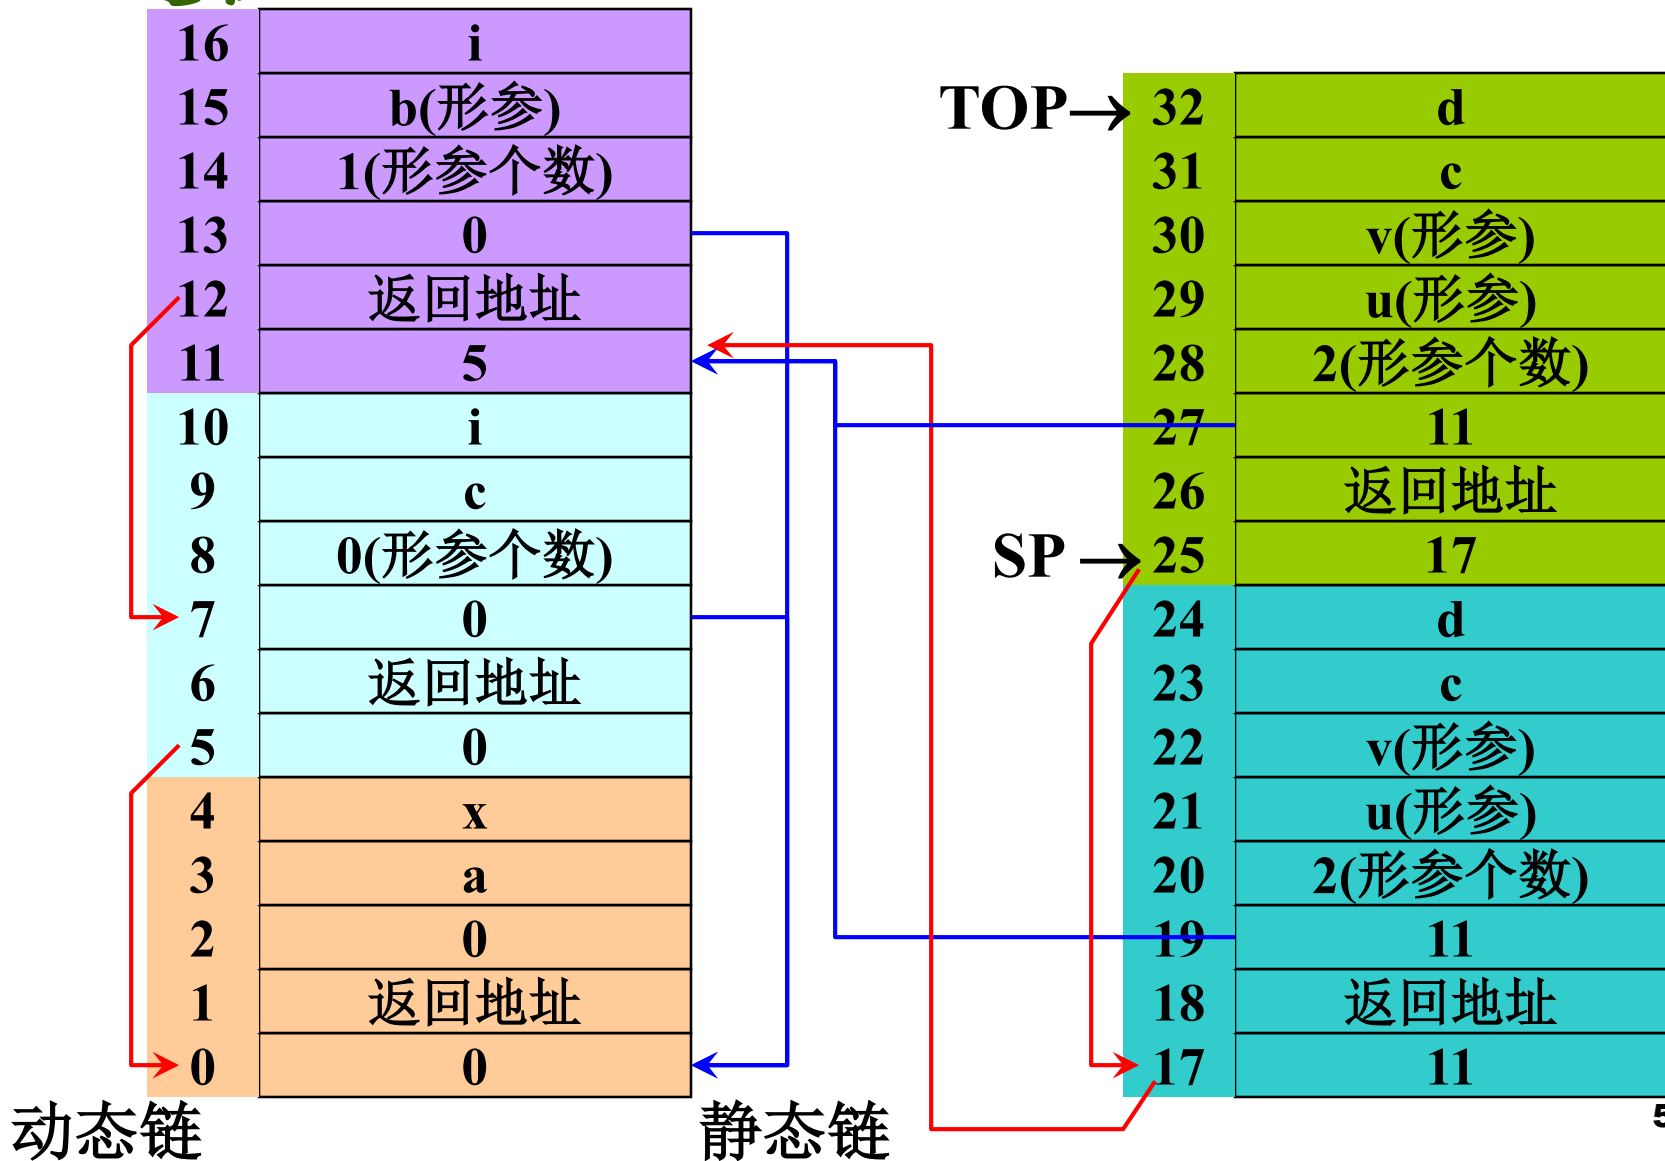 16 i
15 b(形参)
14 1(形参个数)
13 0
12 返回地址
11 5
10 i
9 c
8 0(形参个数)
7 0
6 返回地址
5 0
4 x
3 a
2 0
1 返回地址
0 0
动态链
静态链
TOP→ 32 d
31 c
30 v(形参)
29 u(形参)
28 2(形参个数)
27 11
26 返回地址
SP → 25 17
24 d
23 c
22 v(形参)
21 u(形参)
20 2(形参个数)
19 11
18 返回地址
17 11